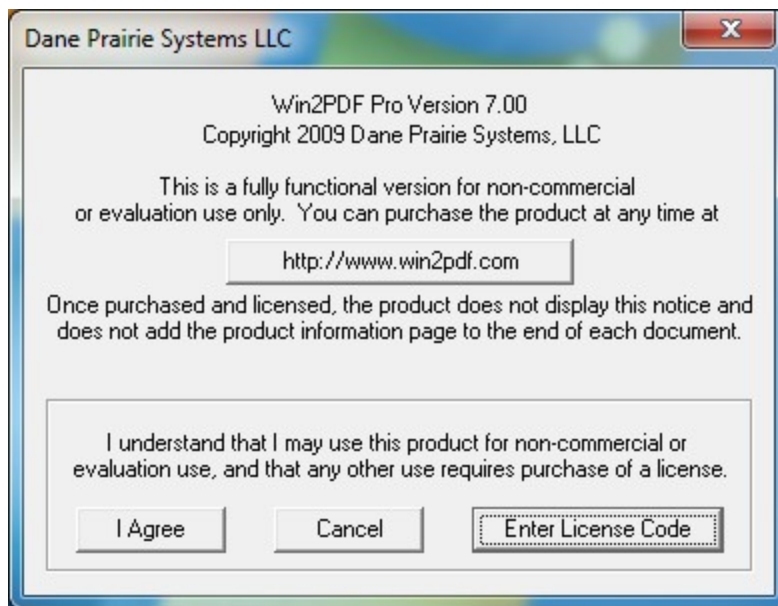 Dane Prairie Systems LLC
Win2PDF Pro Version 7.00
Copyright 2009 Dane Prairie Systems, LLC
This is a fully functional version for non-commercial
or evaluation use only.  You can purchase the product at any time at
http://www.win2pdf.com
Once purchased and licensed, the product does not display this notice and
does not add the product information page to the end of each document.
I understand that I may use this product for non-commercial or
evaluation use, and that any other use requires purchase of a license.
I Agree Cancel Enter License Code